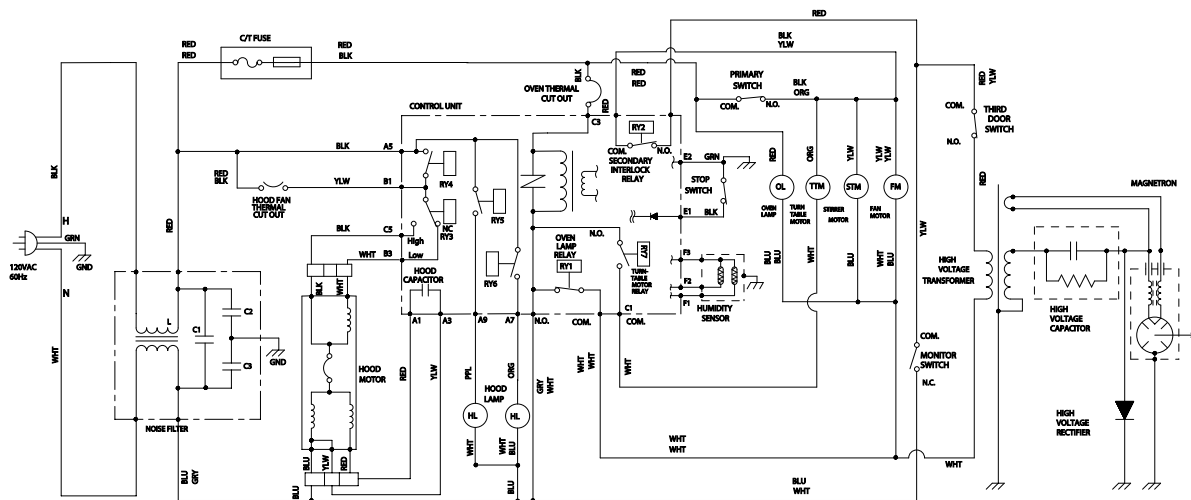 RED
RED
RED
C/T FUSE
RED
BLK
BLK
YLW
RED
YLW
BLK
OVEN THERMAL
CUT OUT
RED
RED
RED
PRIMARY
SWITCH
BLK
ORG
COM.
N.O.
COM.
THIRD
DOOR
SWITCH
N.O.
CONTROL UNIT
C3
RY2
COM.
N.O.
SECONDARY
INTERLOCK
RELAY
E2
GRN
STOP
SWITCH
E1
BLK
RED
ORG
YLW
YLW
YLW
OL
TTM
STM
FM
OVEN
LAMP
TURN
TABLE
MOTOR
STIRRER
MOTOR
FAN
MOTOR
BLU
BLU
WHT
BLU
WHT
BLU
RED
MAGNETRON
BLK
A5
RED
BLK
YLW
B1
HOOD FAN
THERMAL
CUT OUT
RY4
NC
RY3
RY5
RY6
BLK
C5
High
WHT
B3
Low
BLK
WHT
HOOD
CAPACITOR
A1
A3
A9
A7
N.O.
OVEN
LAMP
RELAY
RY1
COM.
N.O.
RY7
TURN-
TABLE
MOTOR
RELAY
C1
COM.
F3
F2
F1
HUMIDITY
SENSOR
YLW
HIGH
VOLTAGE
TRANSFORMER
HIGH
VOLTAGE
CAPACITOR
BLK
RED
H
GRN
GND
120VAC
60Hz
N
WHT
L
C1
C2
C3
GND
NOISE FILTER
BLU
GRY
HOOD
MOTOR
RED
YLW
PPL
HOOD
LAMP
ORG
HL
HL
WHT
WHT
BLU
GRY
WHT
WHT
WHT
WHT
COM.
MONITOR
SWITCH
N.C.
HIGH
VOLTAGE
RECTIFIER
BLU
YLW
RED
BLU
BLU
WHT
WHT
WHT
BLU
WHT